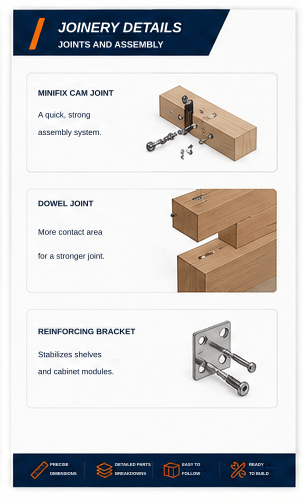 JOINERY DETAILS
JOINTS AND ASSEMBLY
MINIFIX CAM JOINT
A quick, strong
assembly system.
DOWEL JOINT
More contact area
for a stronger joint.
REINFORCING BRACKET
Stabilizes shelves
and cabinet modules.
PRECISE
DIMENSIONS
DETAILED PARTS
BREAKDOWNS
EASY TO
FOLLOW
READY
TO BUILD